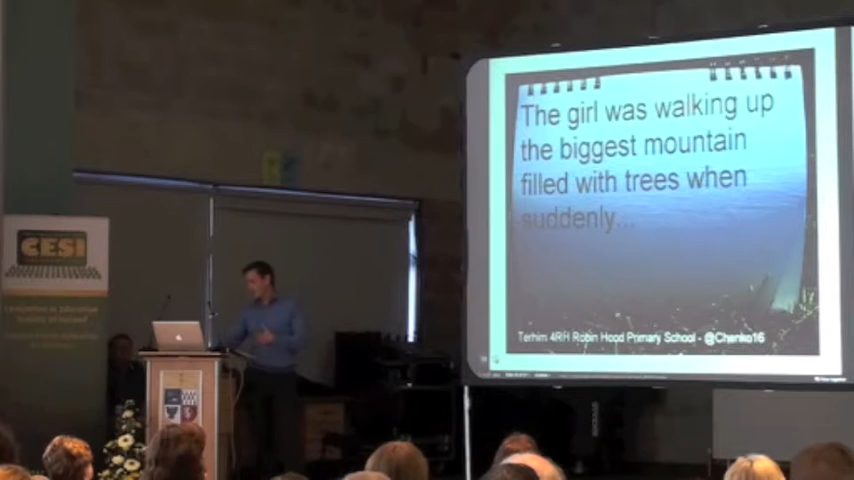 The girl was walking up
the biggest mountain
filled with trees when
suddenly...
Terhim 4RH Robin Hood Primary School - @Chenko16
CESI